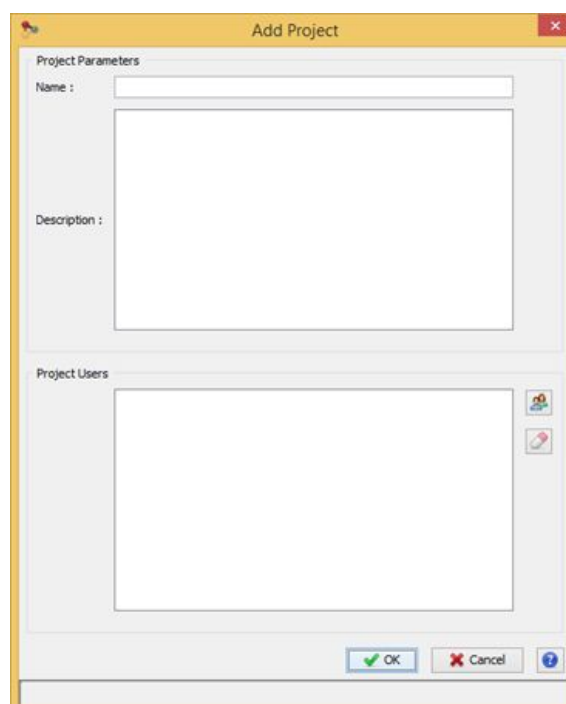 Add Project
Project Parameters
Name :
Description :
Project Users
OK
Cancel